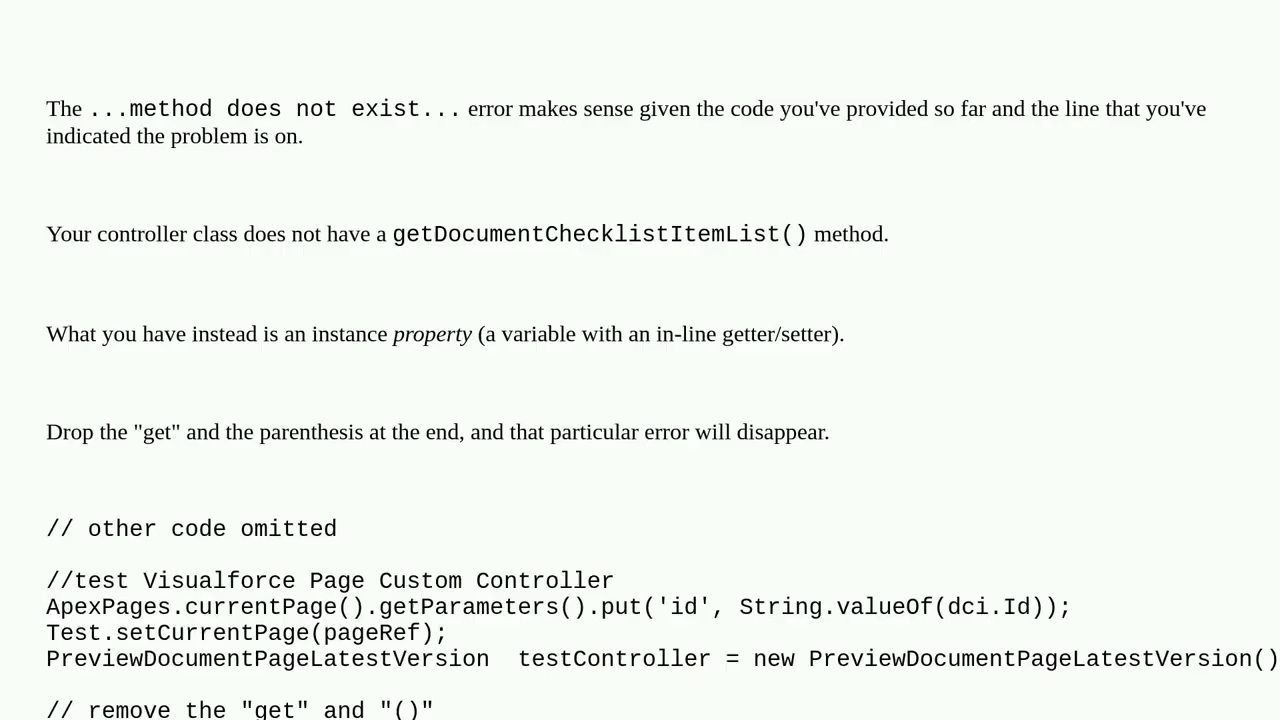 The ...method does not exist... error makes sense given the code you've provided so far and the line that you've
indicated the problem is on.
Your controller class does not have a getDocumentChecklistItemList() method.
What you have instead is an instance property (a variable with an in-line getter/setter).
Drop the "get" and the parenthesis at the end, and that particular error will disappear.
// other code omitted
//test Visualforce Page Custom Controller
ApexPages.currentPage().getParameters().put('id', String.valueOf(dci.Id));
Test.setCurrentPage(pageRef);
PreviewDocumentPageLatestVersion  testController = new PreviewDocumentPageLatestVersion()
// remove the "get" and "()"